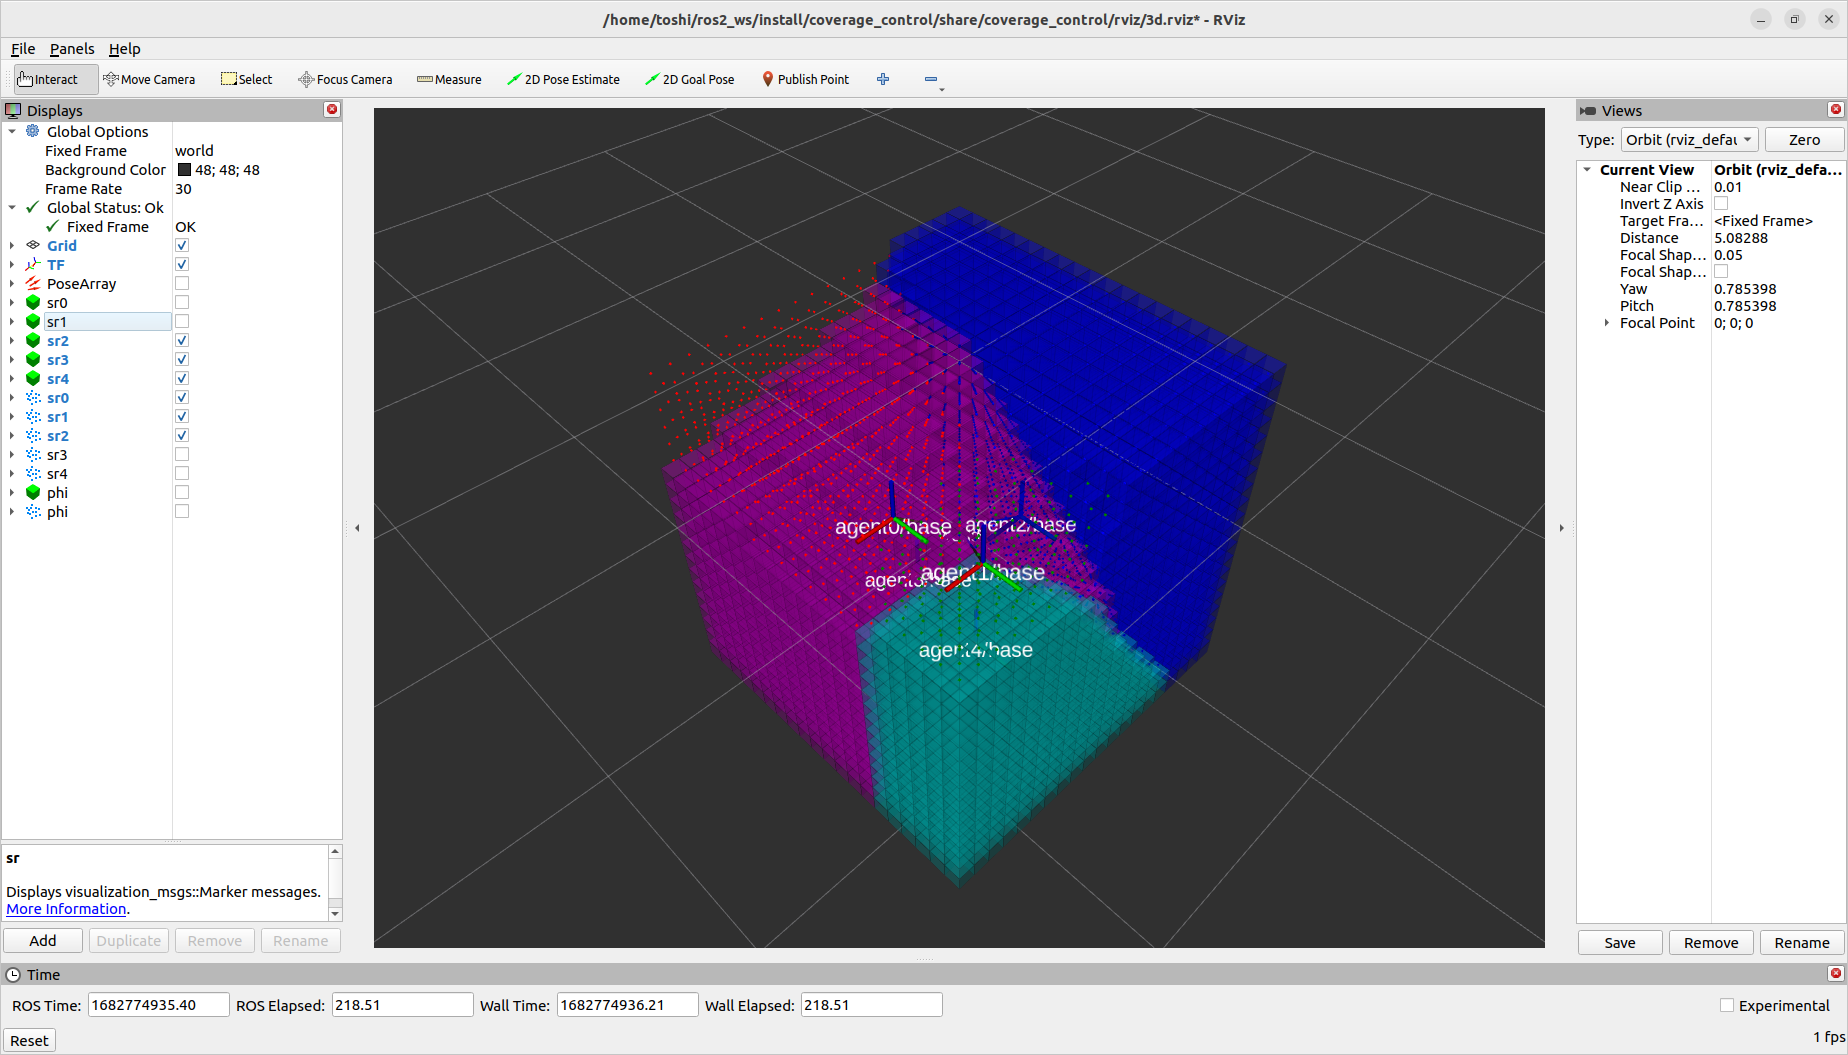 /home/toshi/ros2_ws/install/coverage_control/share/coverage_control/rviz/3d.rviz* - RViz
File Panels Help
Interact Move Camera Select Focus Camera Measure 2D Pose Estimate 2D Goal Pose Publish Point
Displays
Global Options
Fixed Frame world
Background Color 48; 48; 48
Frame Rate 30
Global Status: Ok
Fixed Frame OK
Grid
TF
PoseArray
sr0
sr1
sr2
sr3
sr4
sr0
sr1
sr2
sr3
sr4
phi
phi
sr
Displays visualization_msgs::Marker messages.
More Information.
Add Duplicate Remove Rename
agent0/base agent2/base
agent1/base
agent4/base
Views
Type: Orbit (rviz_defau Zero
Current View Orbit (rviz_defa...
Near Clip ... 0.01
Invert Z Axis
Target Fra... <Fixed Frame>
Distance 5.08288
Focal Shap... 0.05
Focal Shap...
Yaw 0.785398
Pitch 0.785398
Focal Point 0; 0; 0
Save Remove Rename
Time
ROS Time: 1682774935.40 ROS Elapsed: 218.51 Wall Time: 1682774936.21 Wall Elapsed: 218.51 Experimental
Reset 1 fps